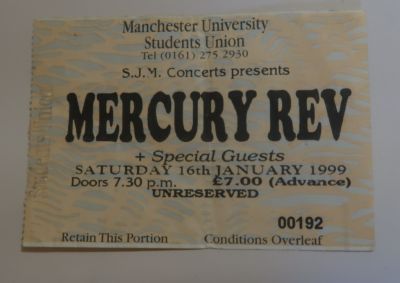 Manchester University
Students Union
Tel (0161) 275 2930
S.J.M. Concerts presents
MERCURY REV
+ Special Guests
SATURDAY 16th JANUARY 1999
Doors 7.30 p.m. £7.00 (Advance)
UNRESERVED
00192
Retain This Portion Conditions Overleaf